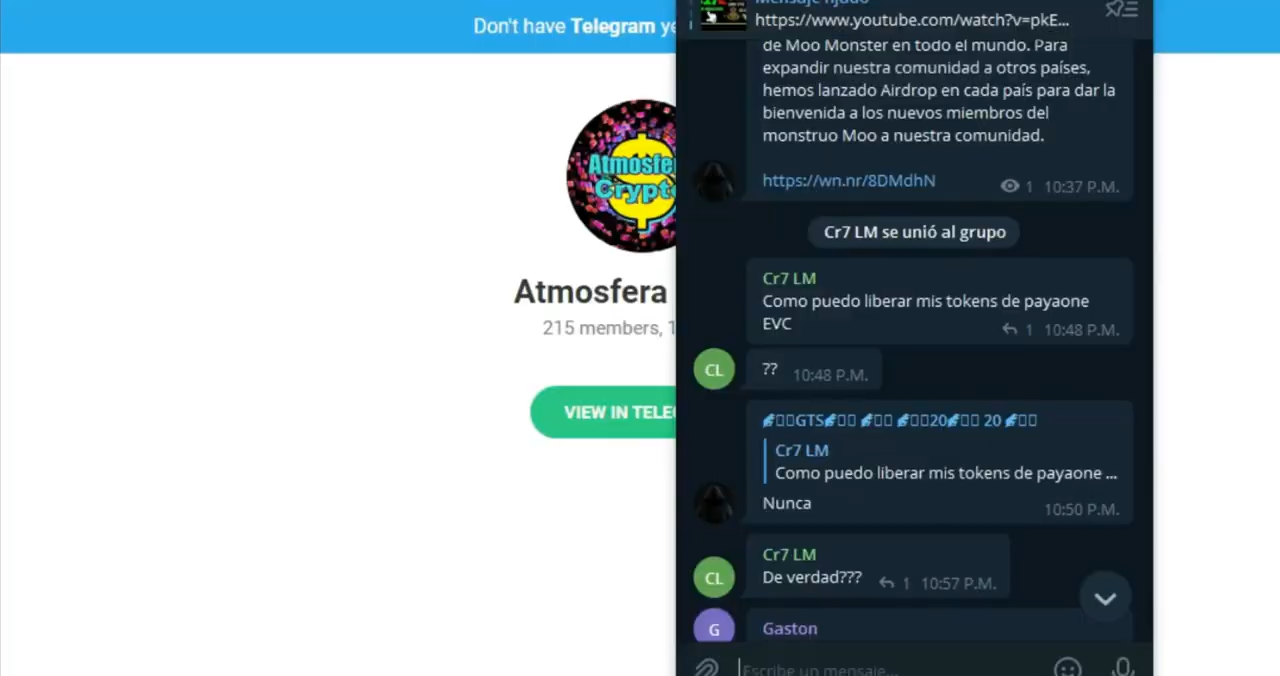 Don't have Telegram
Atmosfe
Crypt
Atmosfera
215 members,
VIEW IN TELE
Mensaje fijado
https://www.youtube.com/watch?v=pkE...
de Moo Monster en todo el mundo. Para
expandir nuestra comunidad a otros países,
hemos lanzado Airdrop en cada país para dar la
bienvenida a los nuevos miembros del
monstruo Moo a nuestra comunidad.
https://wn.nr/8DMdhN 1 10:37 P.M.
Cr7 LM se unió al grupo
Cr7 LM
Como puedo liberar mis tokens de payaone
EVC 1 10:48 P.M.
CL ?? 10:48 P.M.
GTS 20 20
Cr7 LM
Como puedo liberar mis tokens de payaone ...
Nunca 10:50 P.M.
Cr7 LM
CL De verdad??? 1 10:57 P.M.
G Gaston
Escribe un mensaje...